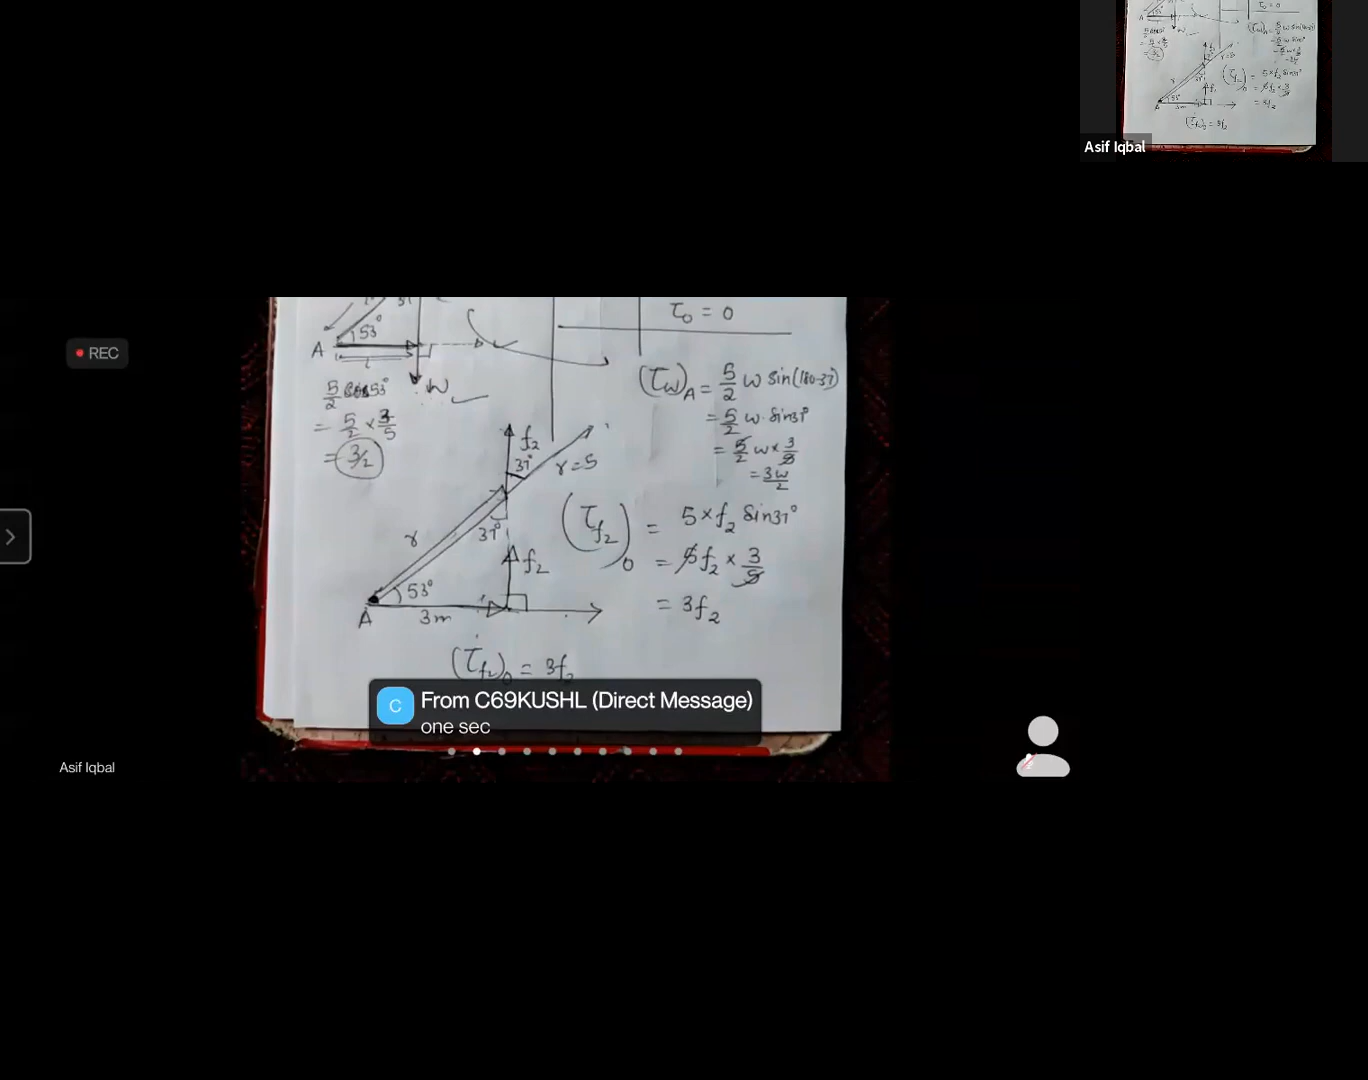 Asif Iqbal
REC
τ₀ = 0
53°
A
L
W
5/2 cos53°
= 5/2 × 3/5
= 3/2
(τw)A = 5/2 w sin(180-37)
= 5/2 w·sin37°
= 5/2 w × 3/5
= 3w/2
f₂
37°
r=5
r
37°
f₂
53°
A
3m
(τf₂)₀ = 5×f₂ sin37°
= 5f₂ × 3/5
= 3f₂
(τf₂)₀ = 3f₂
C
From C69KUSHL (Direct Message)
one sec
Asif Iqbal